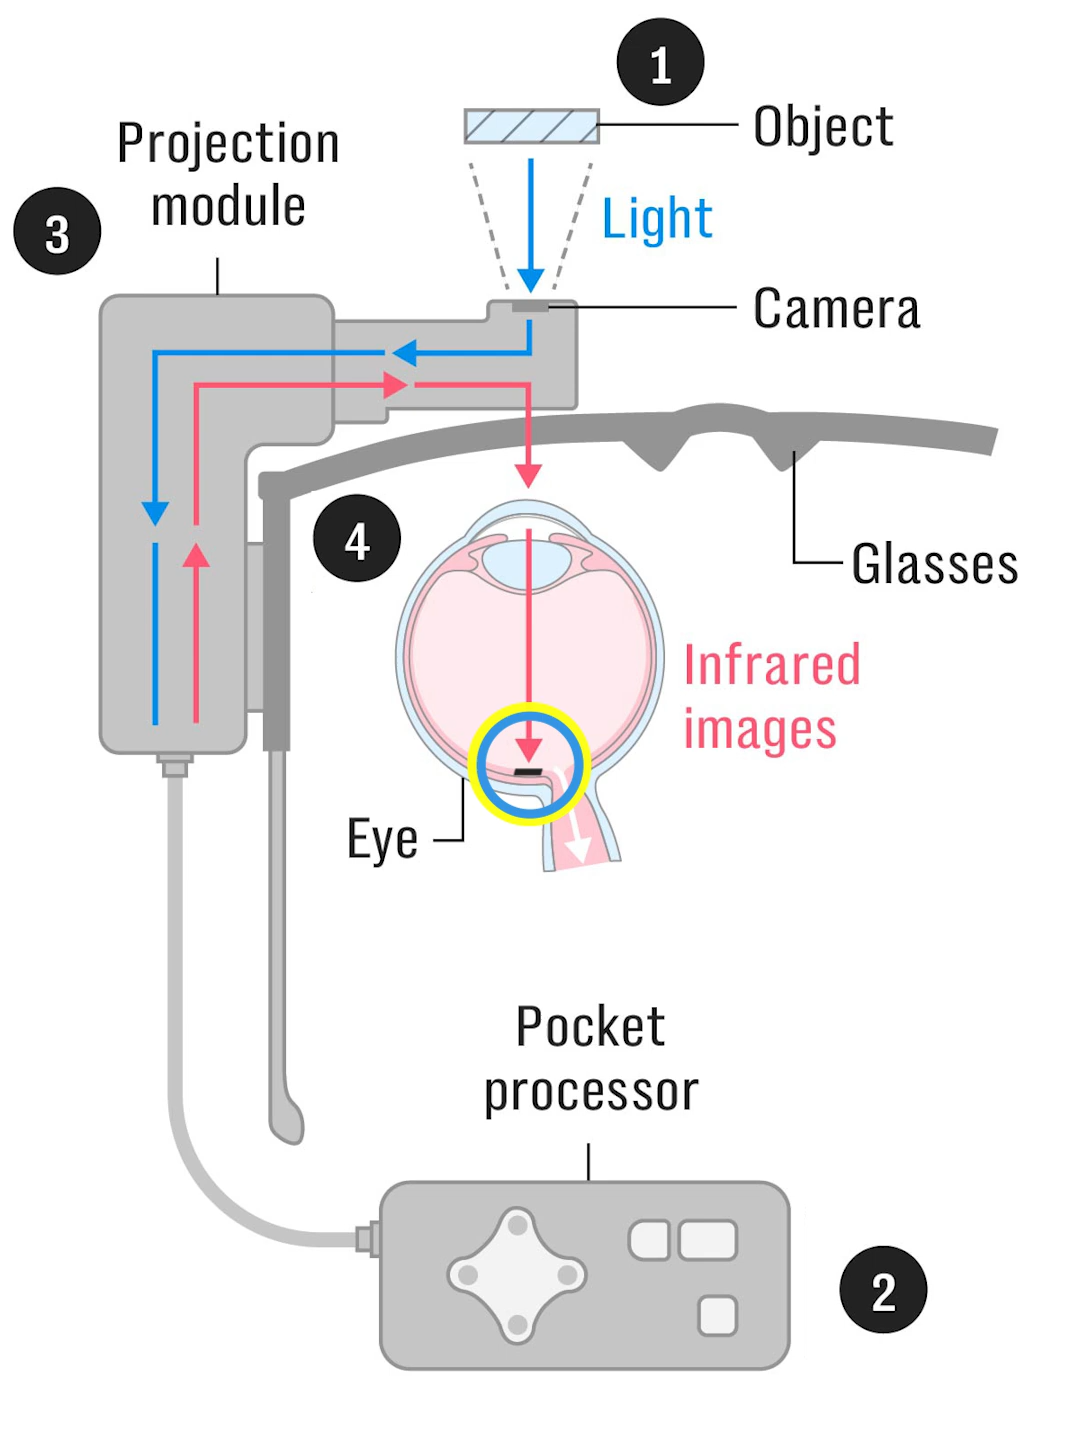 1
Object
Projection
module
3
Light
Camera
4
Glasses
Infrared
images
Eye
Pocket
processor
2